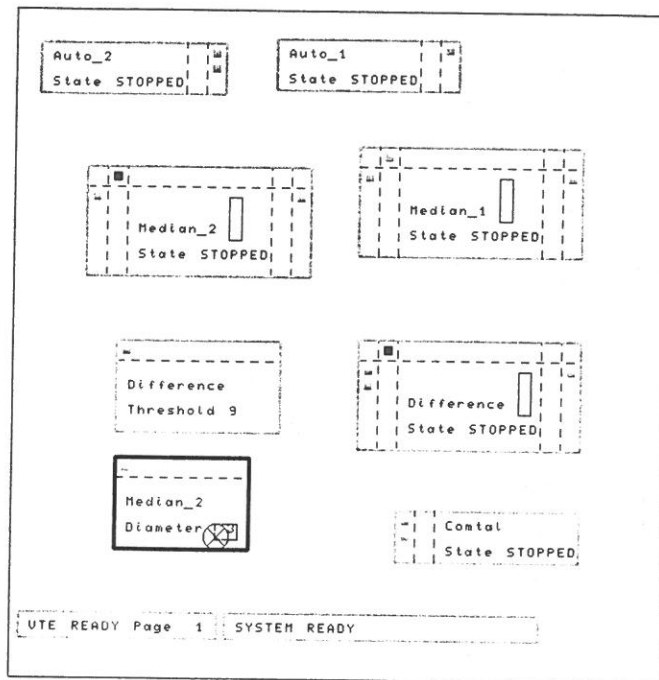 Auto_2
State STOPPED
Auto_1
State STOPPED
Median_2
State STOPPED
Median_1
State STOPPED
Difference
Threshold 9
Difference
State STOPPED
Median_2
Diameter
Comtal
State STOPPED
VTE READY Page 1
SYSTEM READY